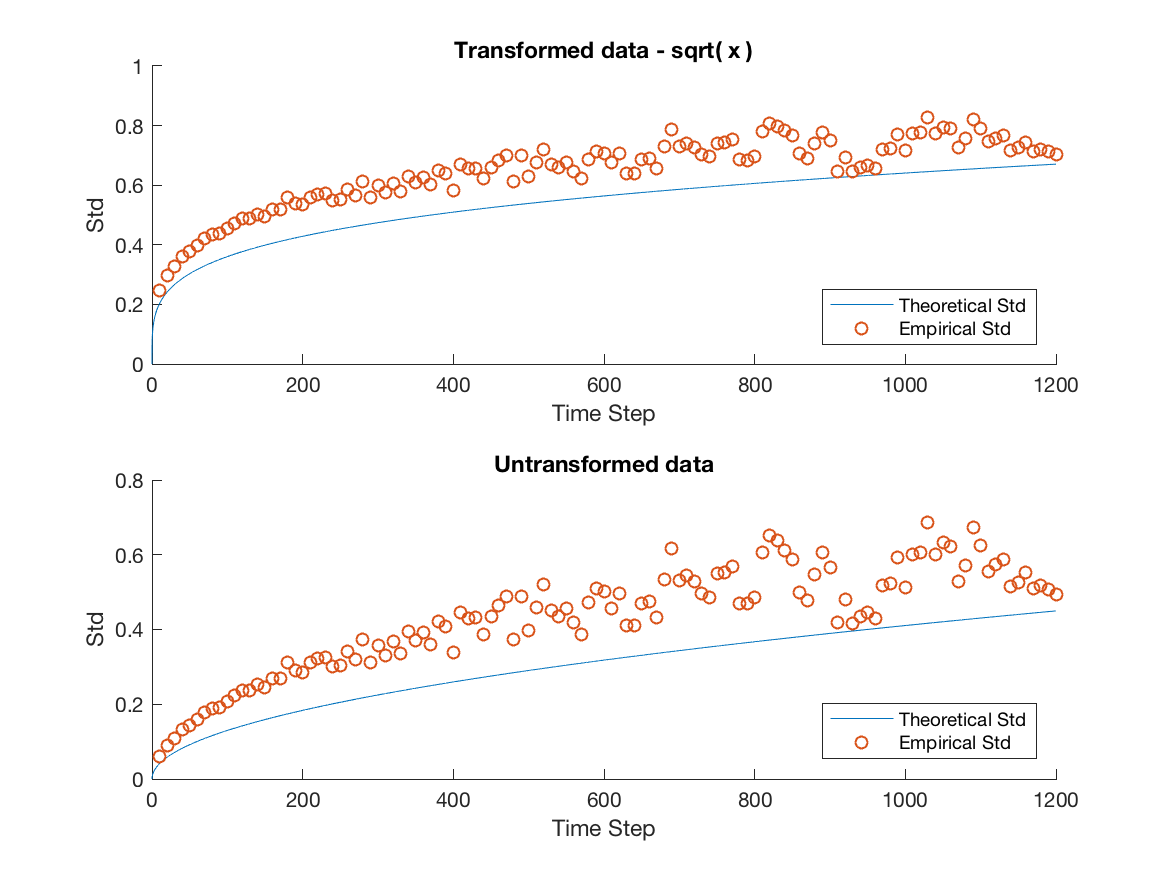 Transformed data - sqrt( x )
1
0.8
0.6
0.4
0.2
0
Std
0 200 400 600 800 1000 1200
Time Step
Theoretical Std
Empirical Std
Untransformed data
0.8
0.6
0.4
0.2
0
Std
0 200 400 600 800 1000 1200
Time Step
Theoretical Std
Empirical Std